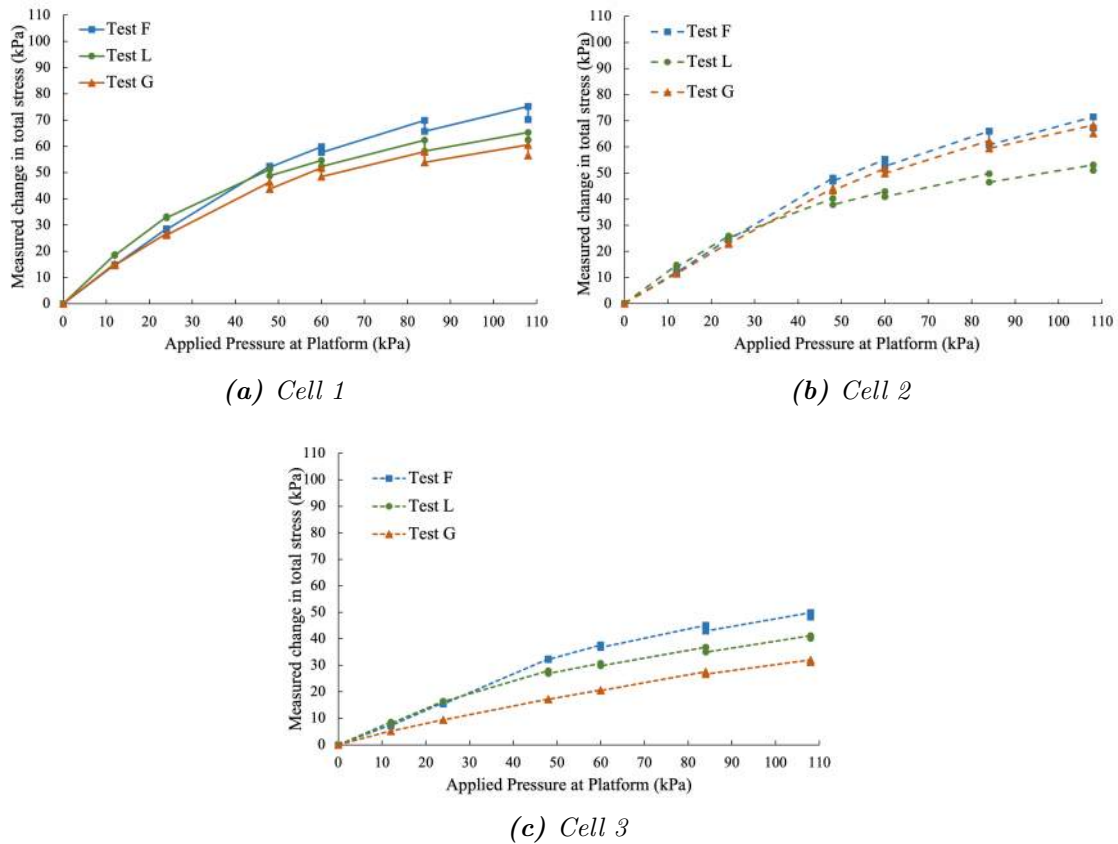 Measured change in total stress (kPa)
110
100
90
80
70
60
50
40
30
20
10
0
Test F
Test L
Test G
0 10 20 30 40 50 60 70 80 90 100 110
Applied Pressure at Platform (kPa)
(a) Cell 1
Measured change in total stress (kPa)
110
100
90
80
70
60
50
40
30
20
10
0
Test F
Test L
Test G
0 10 20 30 40 50 60 70 80 90 100 110
Applied Pressure at Platform (kPa)
(b) Cell 2
Measured change in total stress (kPa)
110
100
90
80
70
60
50
40
30
20
10
0
Test F
Test L
Test G
0 10 20 30 40 50 60 70 80 90 100 110
Applied Pressure at Platform (kPa)
(c) Cell 3